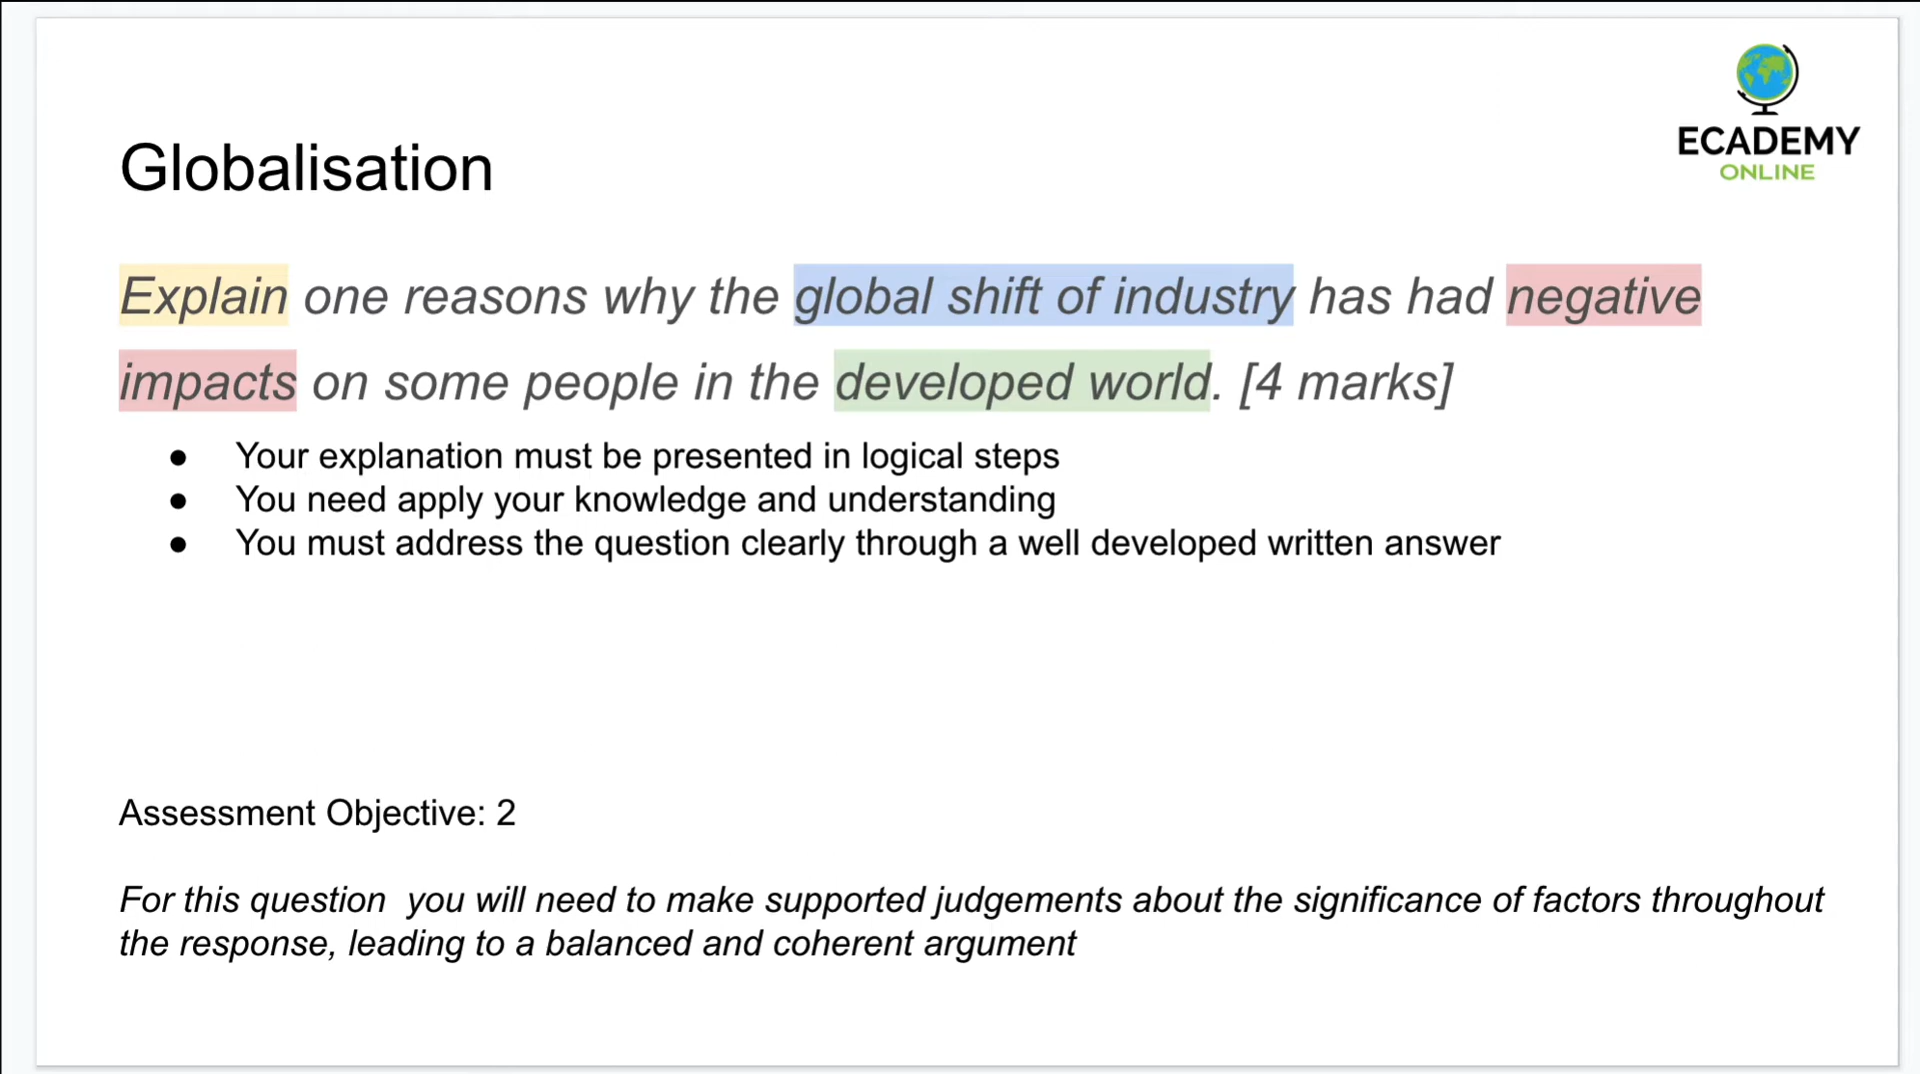 ECADEMY
ONLINE
Globalisation
Explain one reasons why the global shift of industry has had negative
impacts on some people in the developed world. [4 marks]
● Your explanation must be presented in logical steps
● You need apply your knowledge and understanding
● You must address the question clearly through a well developed written answer
Assessment Objective: 2
For this question  you will need to make supported judgements about the significance of factors throughout
the response, leading to a balanced and coherent argument